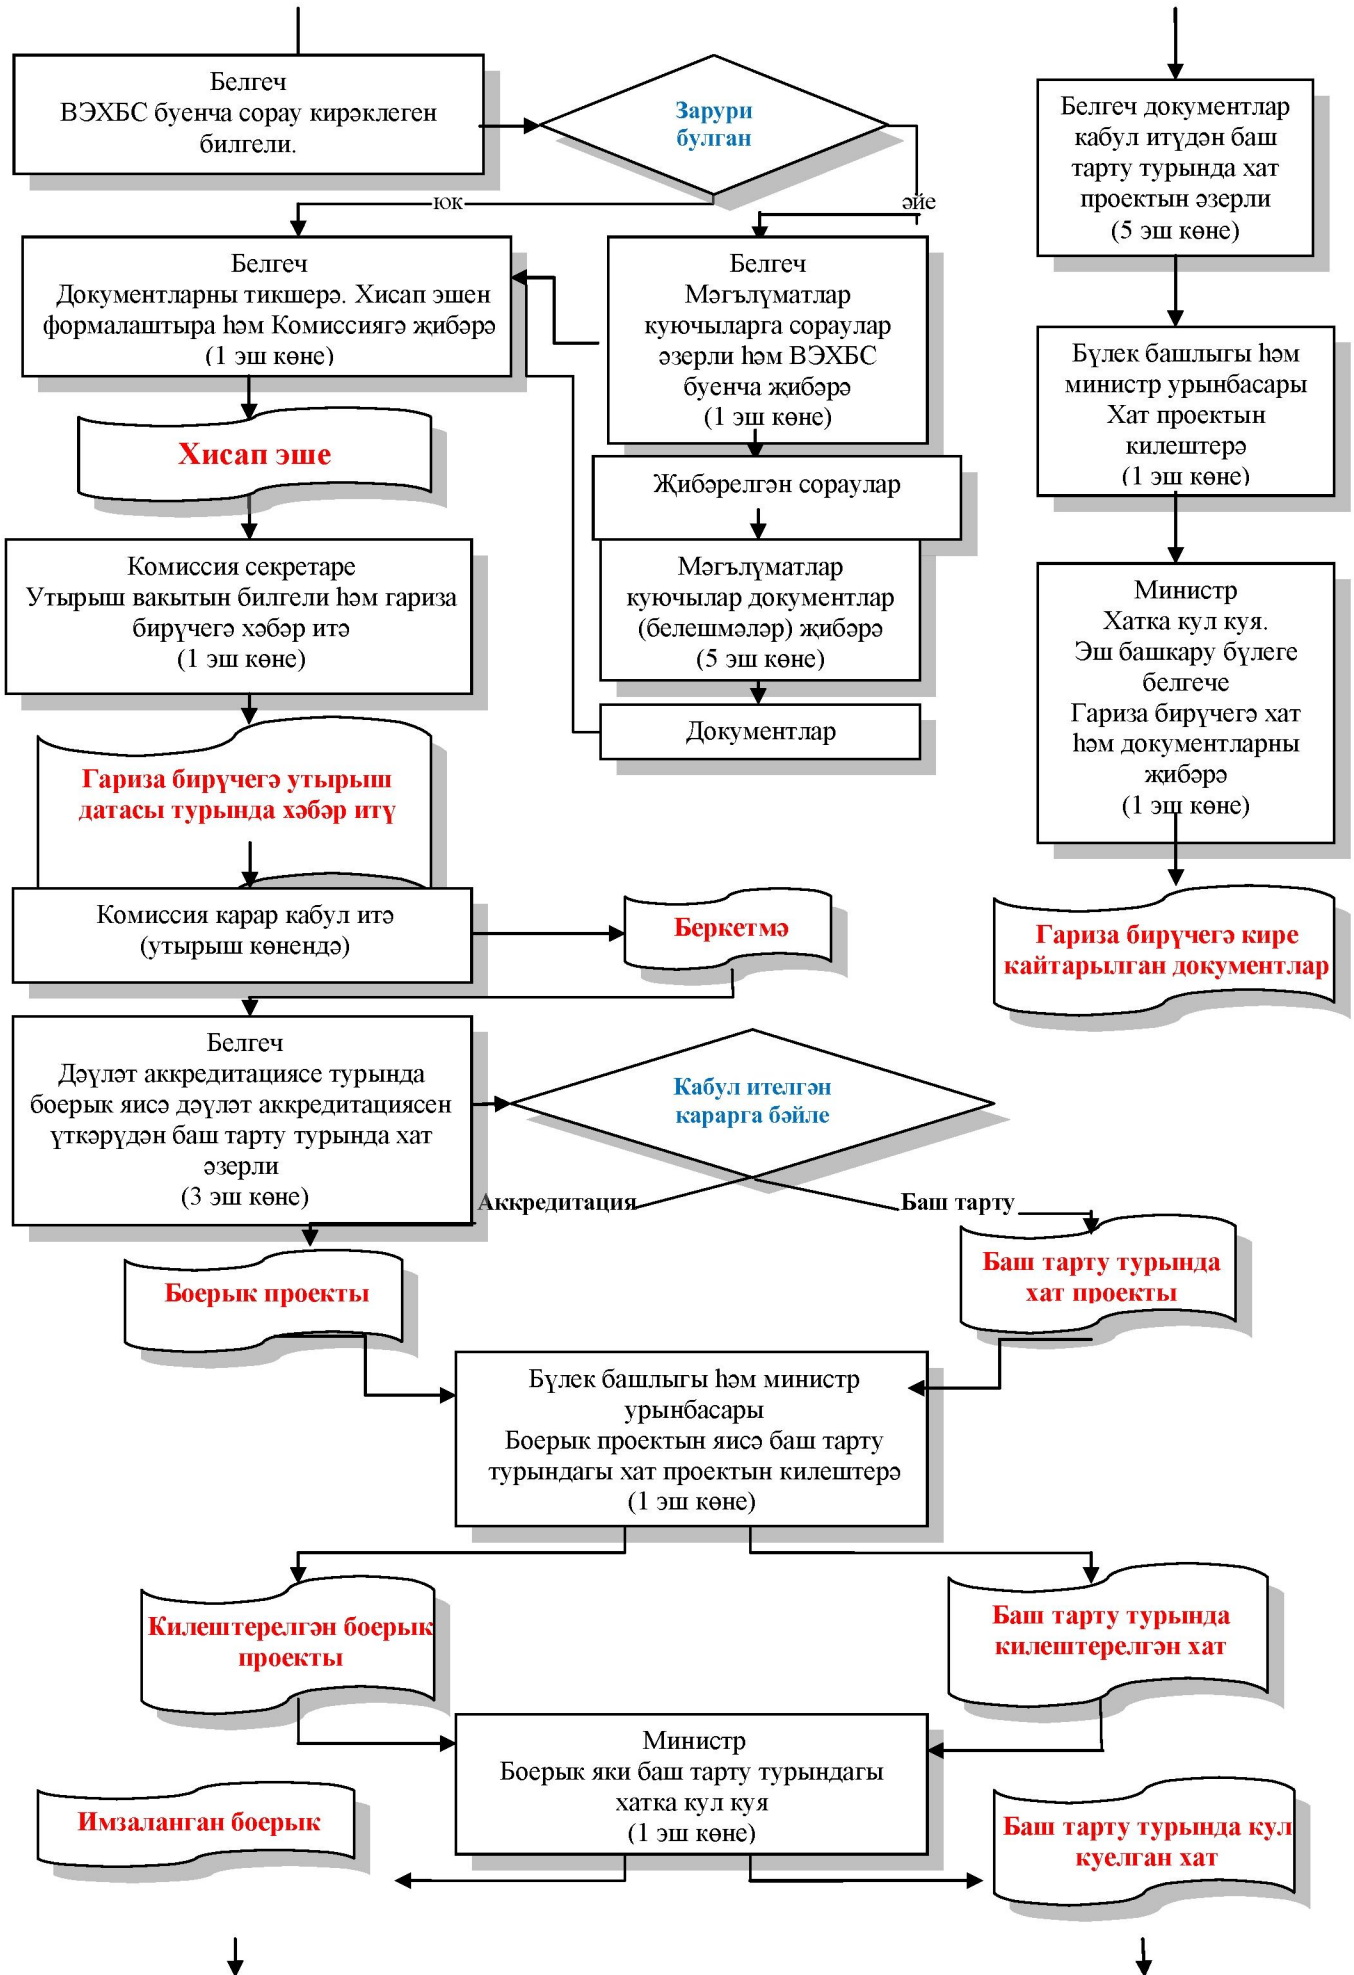 Белгеч
ВЭХБС буенча сорау кирәклеген
билгели.
Зарури
булган
Белгеч документлар
кабул итүдән баш
тарту турында хат
проектын әзерли
(5 эш көне)
юк
әйе
Белгеч
Документларны тикшерә. Хисап эшен
формалаштыра һәм Комиссиягә җибәрә
(1 эш көне)
Белгеч
Мәгълүматлар
куючыларга сораулар
әзерли һәм ВЭХБС
буенча җибәрә
(1 эш көне)
Бүлек башлыгы һәм
министр урынбасары
Хат проектын
килештерә
(1 эш көне)
Хисап эше
Җибәрелгән сораулар
Комиссия секретаре
Утырыш вакытын билгели һәм гариза
бирүчегә хәбәр итә
(1 эш көне)
Мәгълүматлар
куючылар документлар
(белешмәләр) җибәрә
(5 эш көне)
Министр
Хатка кул куя.
Эш башкару бүлеге
белгече
Гариза бирүчегә хат
һәм документларны
җибәрә
(1 эш көне)
Документлар
Гариза бирүчегә утырыш
датасы турында хәбәр итү
Комиссия карар кабул итә
(утырыш көнендә)
Беркетмә
Гариза бирүчегә кире
кайтарылган документлар
Белгеч
Дәүләт аккредитациясе турында
боерык яисә дәүләт аккредитациясен
үткәрүдән баш тарту турында хат
әзерли
(3 эш көне)
Кабул ителгән
карарга бәйле
Аккредитация
Баш тарту
Боерык проекты
Баш тарту турында
хат проекты
Бүлек башлыгы һәм министр
урынбасары
Боерык проектын яисә баш тарту
турындагы хат проектын килештерә
(1 эш көне)
Килештерелгән боерык
проекты
Баш тарту турында
килештерелгән хат
Министр
Боерык яки баш тарту турындагы
хатка кул куя
(1 эш көне)
Имзаланган боерык
Баш тарту турында кул
куелган хат